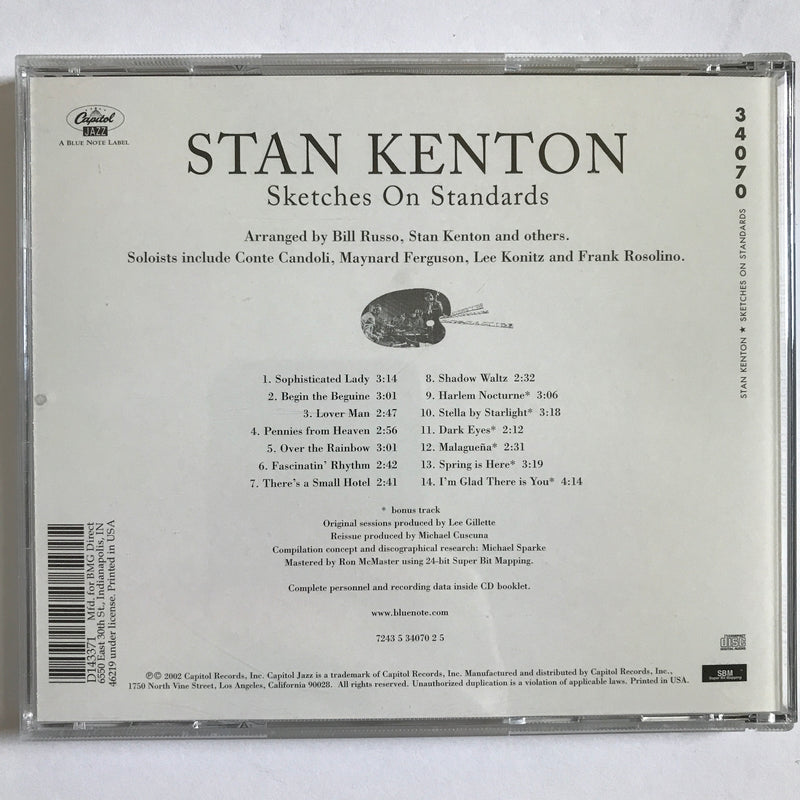 Capitol
JAZZ
A BLUE NOTE LABEL
STAN KENTON
Sketches On Standards
Arranged by Bill Russo, Stan Kenton and others.
Soloists include Conte Candoli, Maynard Ferguson, Lee Konitz and Frank Rosolino.
34070
STAN KENTON ★ SKETCHES ON STANDARDS
1. Sophisticated Lady 3:14
2. Begin the Beguine 3:01
3. Lover Man 2:47
4. Pennies from Heaven 2:56
5. Over the Rainbow 3:01
6. Fascinatin' Rhythm 2:42
7. There's a Small Hotel 2:41
8. Shadow Waltz 2:32
9. Harlem Nocturne* 3:06
10. Stella by Starlight* 3:18
11. Dark Eyes* 2:12
12. Malagueña* 2:31
13. Spring is Here* 3:19
14. I'm Glad There is You* 4:14
* bonus track
Original sessions produced by Lee Gillette
Reissue produced by Michael Cuscuna
Compilation concept and discographical research: Michael Sparke
Mastered by Ron McMaster using 24-bit Super Bit Mapping.
Complete personnel and recording data inside CD booklet.
www.bluenote.com
7243 5 34070 2 5
D143371 Mfd. for BMG Direct
6550 East 30th St., Indianapolis, IN
46219 under license. Printed in USA
COMPACT
disc
DIGITAL AUDIO
SBM
Super Bit Mapping
℗© 2002 Capitol Records, Inc. Capitol Jazz is a trademark of Capitol Records, Inc. Manufactured and distributed by Capitol Records, Inc.,
1750 North Vine Street, Los Angeles, California 90028. All rights reserved. Unauthorized duplication is a violation of applicable laws. Printed in USA.